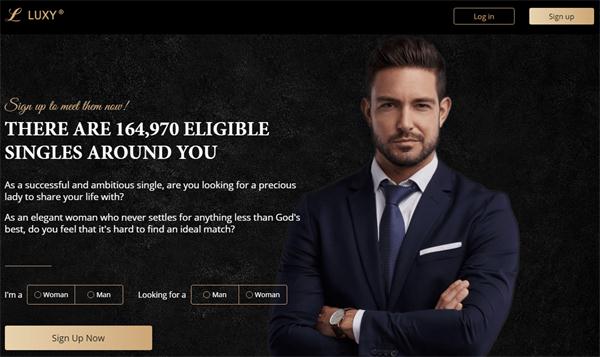 L LUXY ®
Log in
Sign up
Sign up to meet them now!
THERE ARE 164,970 ELIGIBLE
SINGLES AROUND YOU
As a successful and ambitious single, are you looking for a precious
lady to share your life with?
As an elegant woman who never settles for anything less than God's
best, do you feel that it's hard to find an ideal match?
I'm a Woman Man Looking for a Man Woman
Sign Up Now